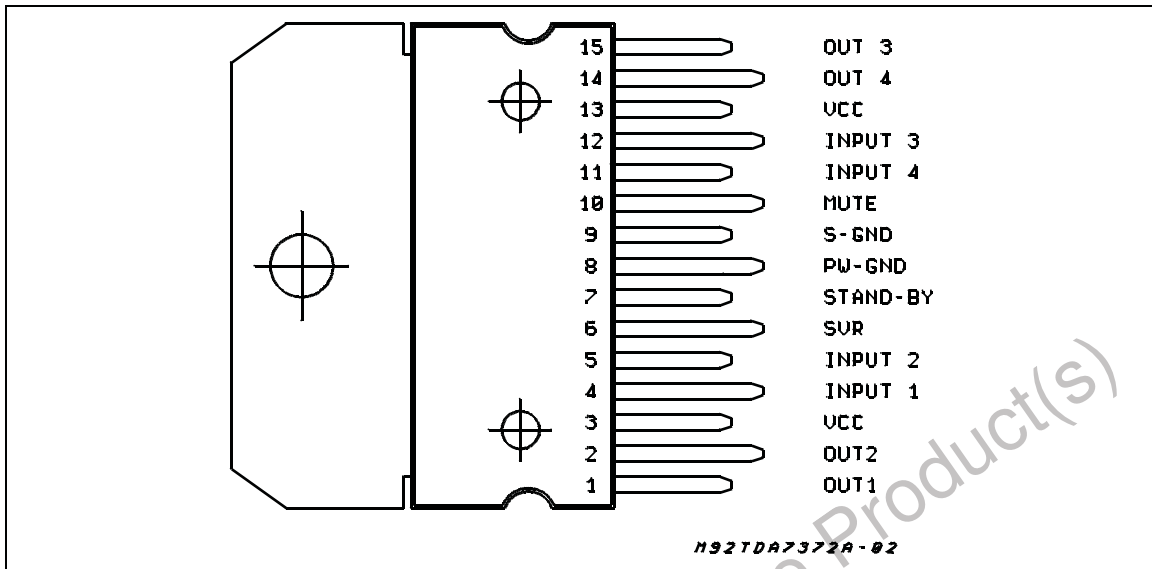 15 OUT 3
14 OUT 4
13 VCC
12 INPUT 3
11 INPUT 4
10 MUTE
9 S-GND
8 PW-GND
7 STAND-BY
6 SVR
5 INPUT 2
4 INPUT 1
3 VCC
2 OUT2
1 OUT1
Product(s)
M92TDA7372A-02